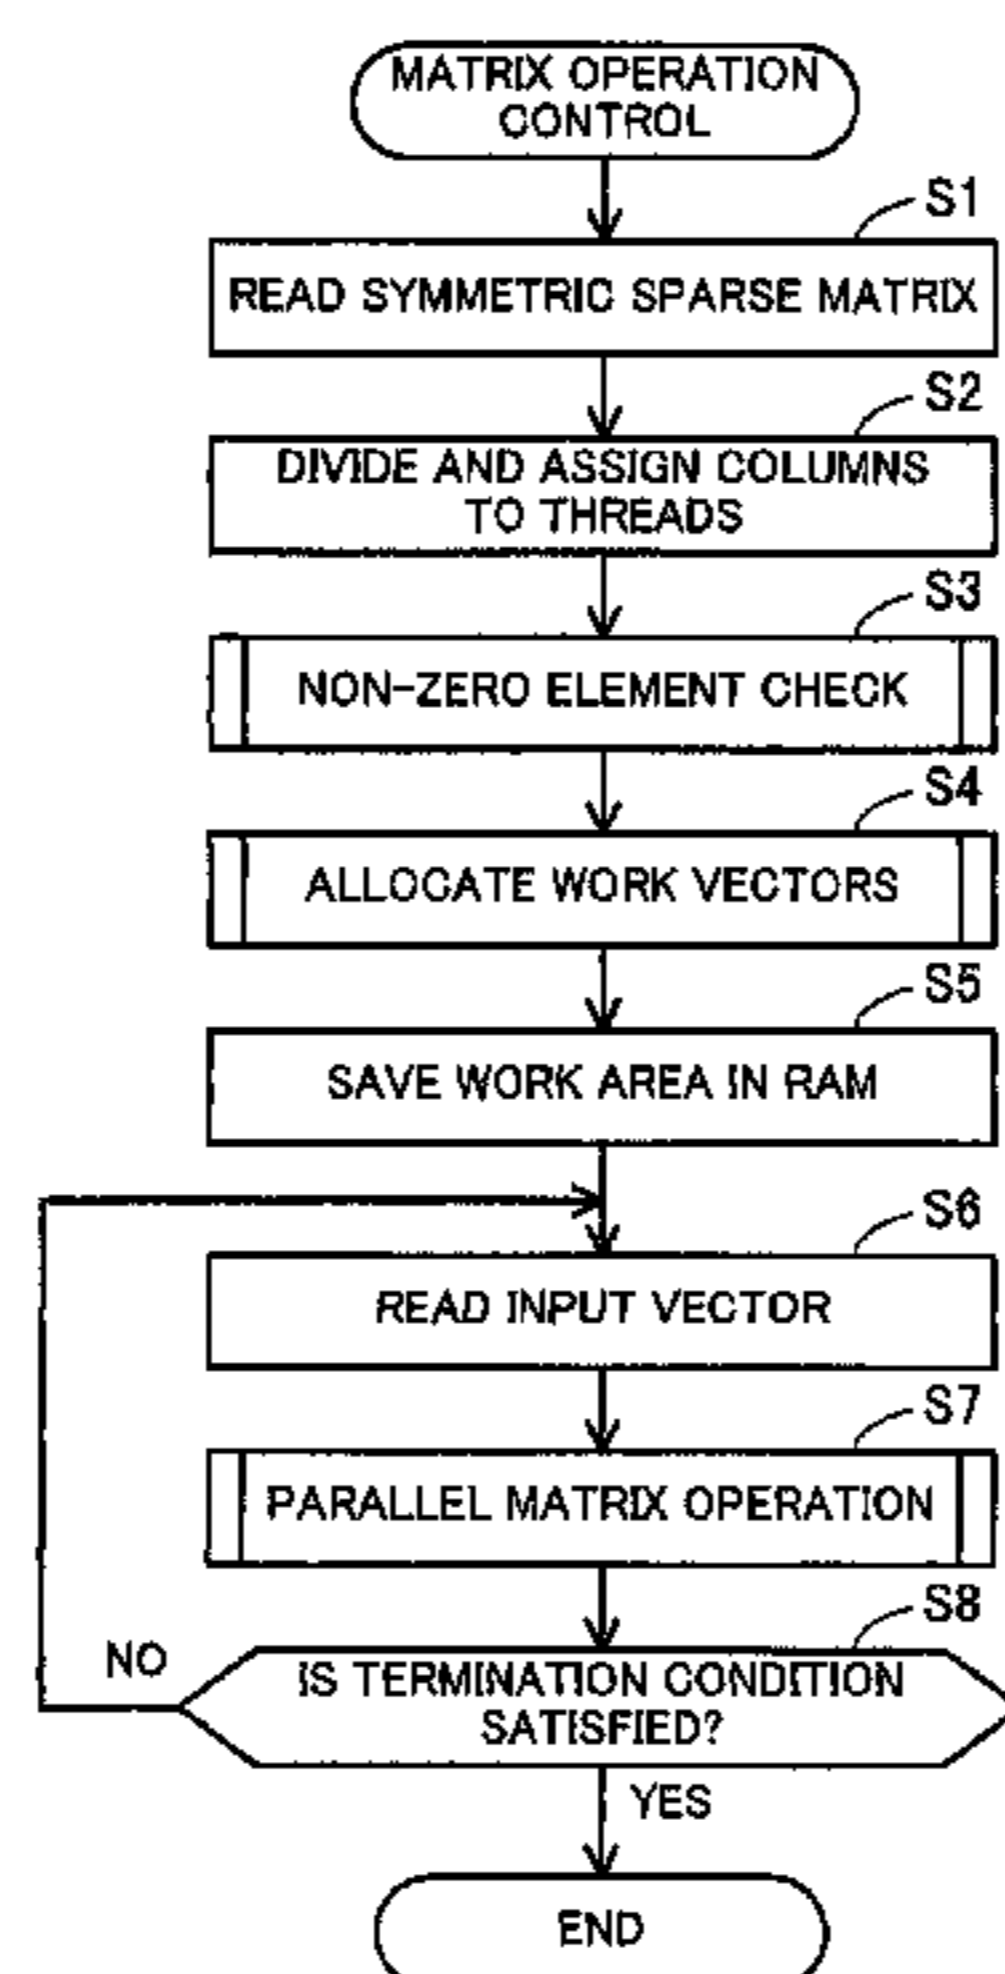 MATRIX OPERATION
CONTROL
S1
READ SYMMETRIC SPARSE MATRIX
S2
DIVIDE AND ASSIGN COLUMNS
TO THREADS
S3
NON-ZERO ELEMENT CHECK
S4
ALLOCATE WORK VECTORS
S5
SAVE WORK AREA IN RAM
S6
READ INPUT VECTOR
S7
PARALLEL MATRIX OPERATION
S8
NO
IS TERMINATION CONDITION
SATISFIED?
YES
END